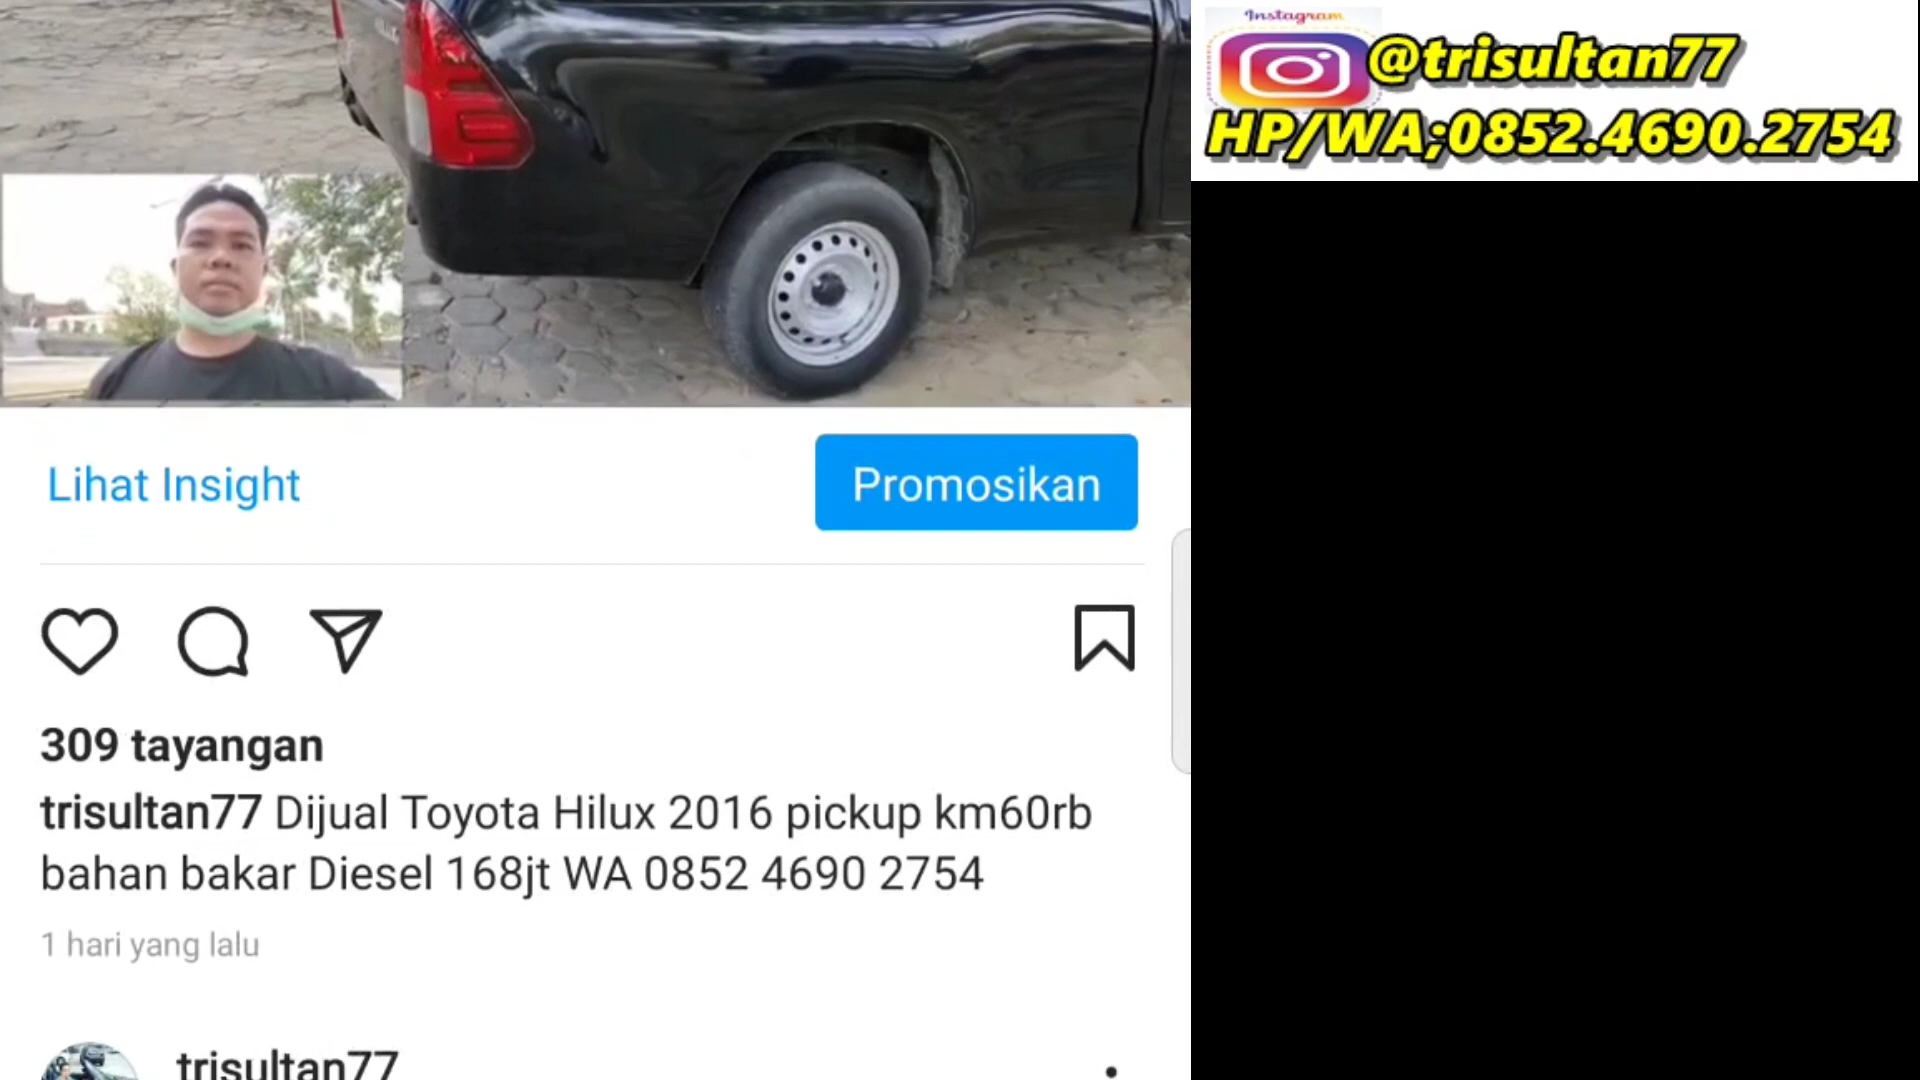 Instagram
@trisultan77
HP/WA;0852.4690.2754
Lihat Insight
Promosikan
309 tayangan
trisultan77 Dijual Toyota Hilux 2016 pickup km60rb
bahan bakar Diesel 168jt WA 0852 4690 2754
1 hari yang lalu
trisultan77